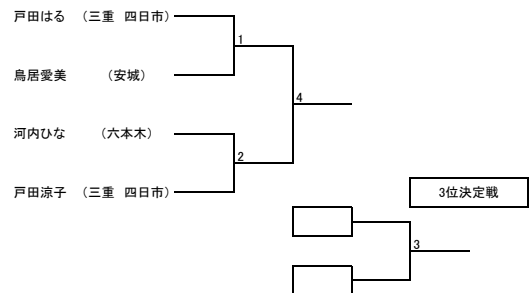 戸田はる （三重 四日市）
1
鳥居愛美 （安城）
4
河内ひな （六本木）
2
戸田涼子 （三重 四日市）
3位決定戦
3